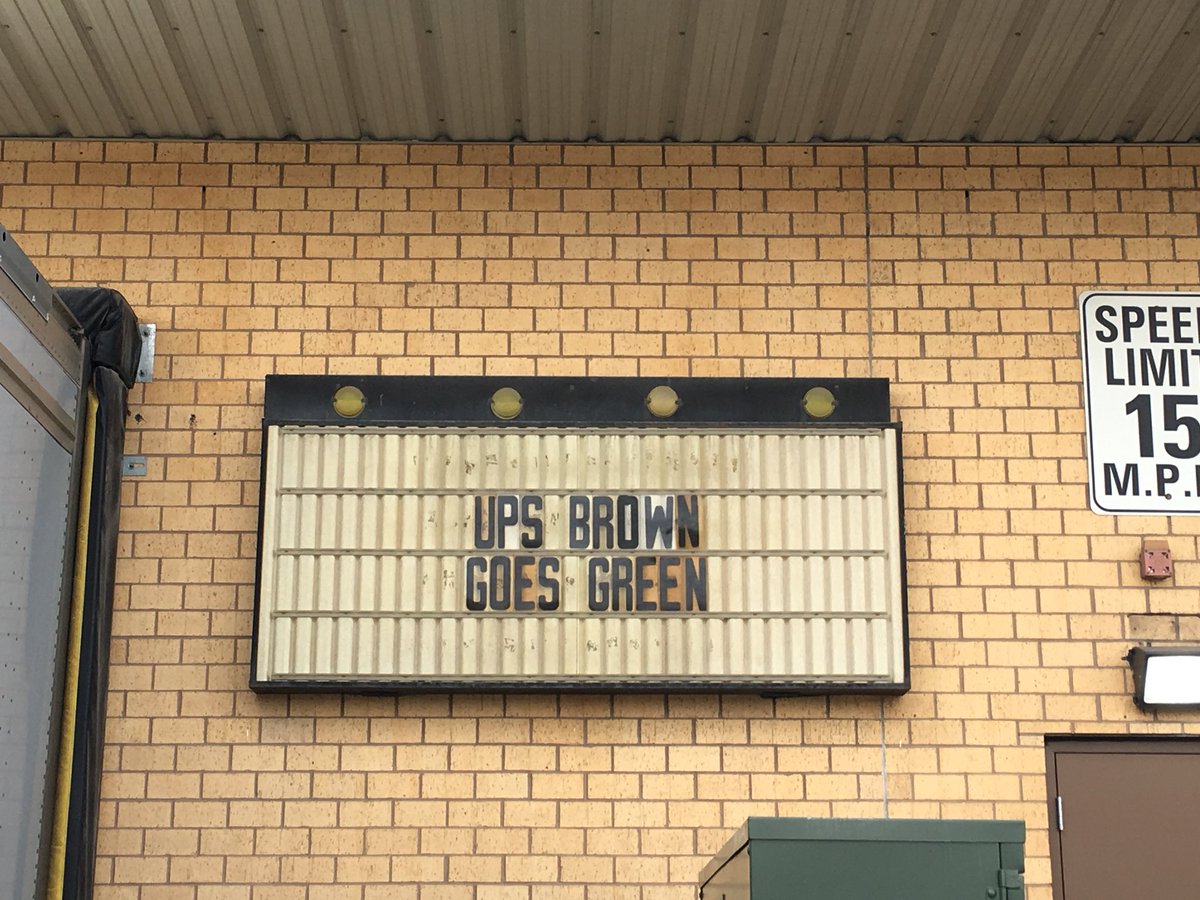 UPS BROWN
GOES GREEN
SPEE
LIMIT
15
M.P.